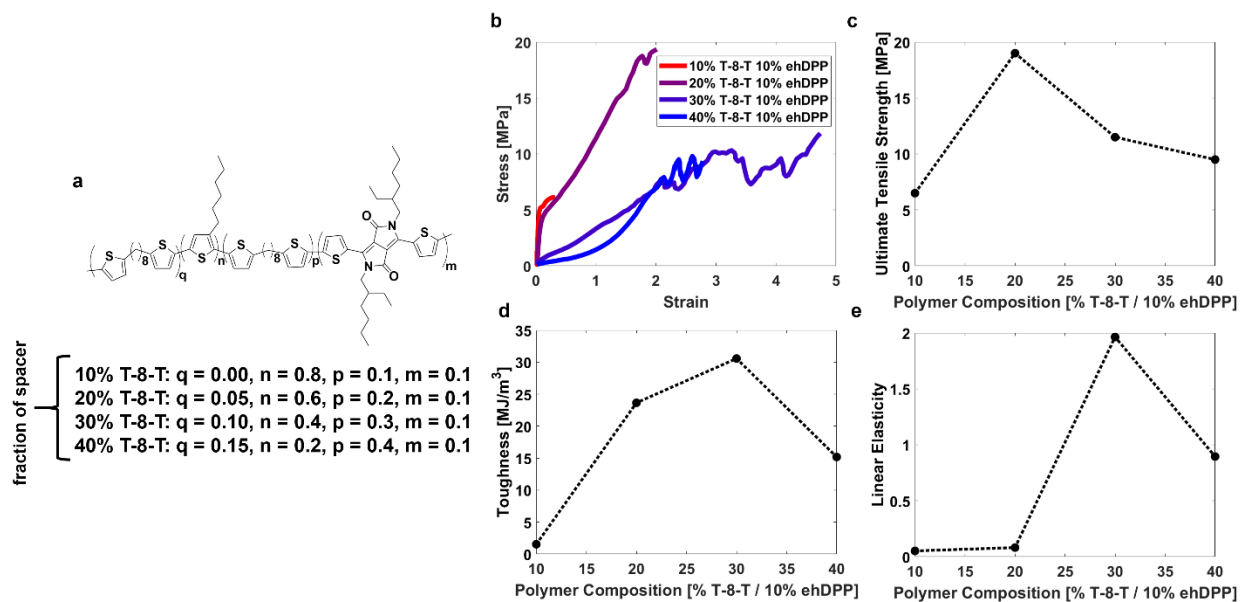 a
S
S
S
S
S
S
S
N
N
O
O
8
q
n
8
p
m
fraction of spacer
10% T-8-T: q = 0.00, n = 0.8, p = 0.1, m = 0.1
20% T-8-T: q = 0.05, n = 0.6, p = 0.2, m = 0.1
30% T-8-T: q = 0.10, n = 0.4, p = 0.3, m = 0.1
40% T-8-T: q = 0.15, n = 0.2, p = 0.4, m = 0.1
b
Stress [MPa]
20
15
10
5
0
0 1 2 3 4 5
Strain
10% T-8-T 10% ehDPP
20% T-8-T 10% ehDPP
30% T-8-T 10% ehDPP
40% T-8-T 10% ehDPP
c
Ultimate Tensile Strength [MPa]
20
15
10
5
0
10 15 20 25 30 35 40
Polymer Composition [% T-8-T / 10% ehDPP]
d
Toughness [MJ/m³]
35
30
25
20
15
10
5
0
10 15 20 25 30 35 40
Polymer Composition [% T-8-T / 10% ehDPP]
e
Linear Elasticity
2
1.5
1
0.5
0
10 15 20 25 30 35 40
Polymer Composition [% T-8-T / 10% ehDPP]